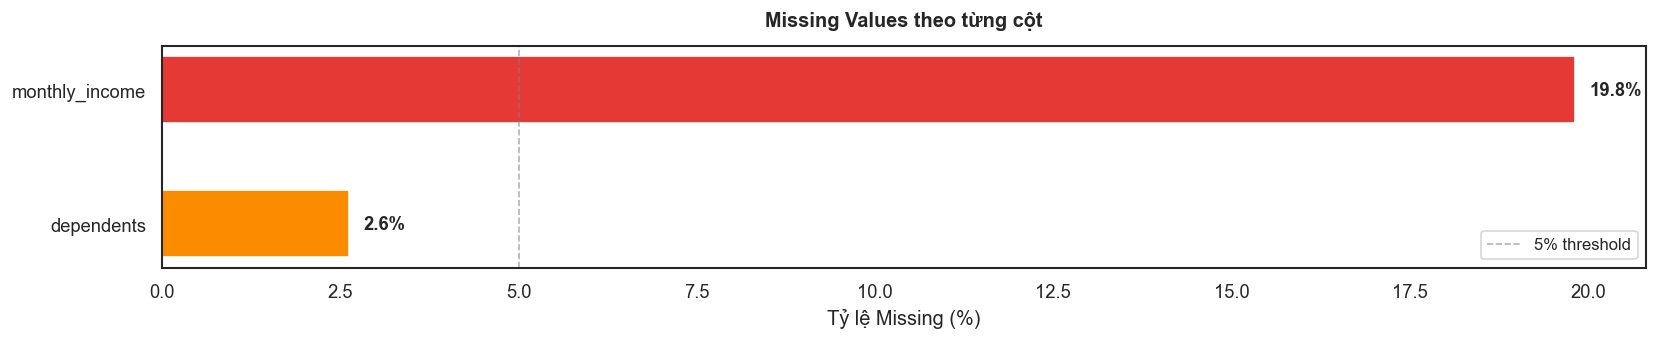 Missing Values theo từng cột
monthly_income
19.8%
dependents
2.6%
5% threshold
0.0 2.5 5.0 7.5 10.0 12.5 15.0 17.5 20.0
Tỷ lệ Missing (%)